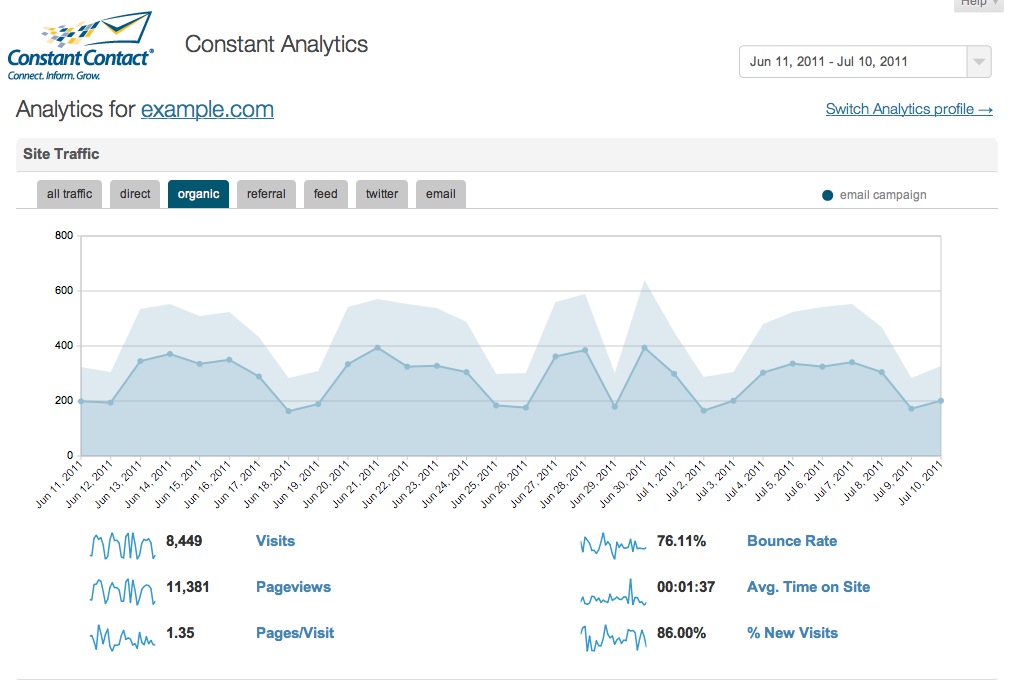 Help ▼
ConstantContact®
Connect. Inform. Grow.
Constant Analytics
Jun 11, 2011 - Jul 10, 2011
Analytics for example.com
Switch Analytics profile →
Site Traffic
all traffic direct organic referral feed twitter email
email campaign
800
600
400
200
0
Jun 11, 2011 Jun 12, 2011 Jun 13, 2011 Jun 14, 2011 Jun 15, 2011 Jun 16, 2011 Jun 17, 2011 Jun 18, 2011 Jun 19, 2011 Jun 20, 2011 Jun 21, 2011 Jun 22, 2011 Jun 23, 2011 Jun 24, 2011 Jun 25, 2011 Jun 26, 2011 Jun 27, 2011 Jun 28, 2011 Jun 29, 2011 Jun 30, 2011 Jul 1, 2011 Jul 2, 2011 Jul 3, 2011 Jul 4, 2011 Jul 5, 2011 Jul 6, 2011 Jul 7, 2011 Jul 8, 2011 Jul 9, 2011 Jul 10, 2011
8,449 Visits
76.11% Bounce Rate
11,381 Pageviews
00:01:37 Avg. Time on Site
1.35 Pages/Visit
86.00% % New Visits